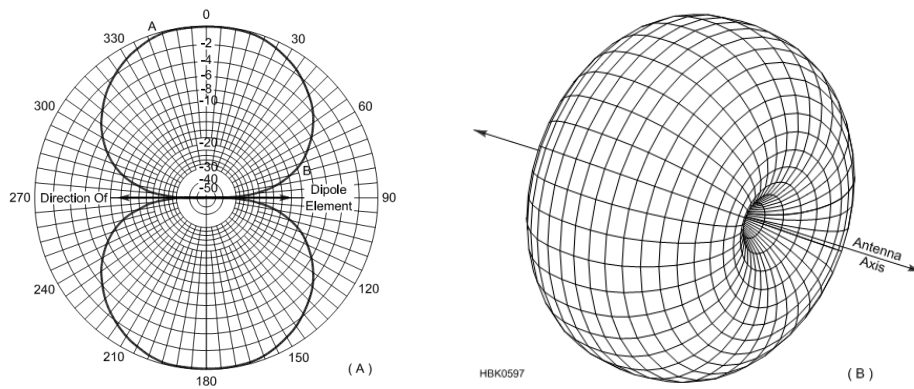 0
A
330
30
-2
-4
-6
-8
-10
300
60
-20
-30
B
-40
-50
270
Direction Of
Dipole
Element
90
240
120
210
150
180
( A )
Antenna
Axis
HBK0597
( B )